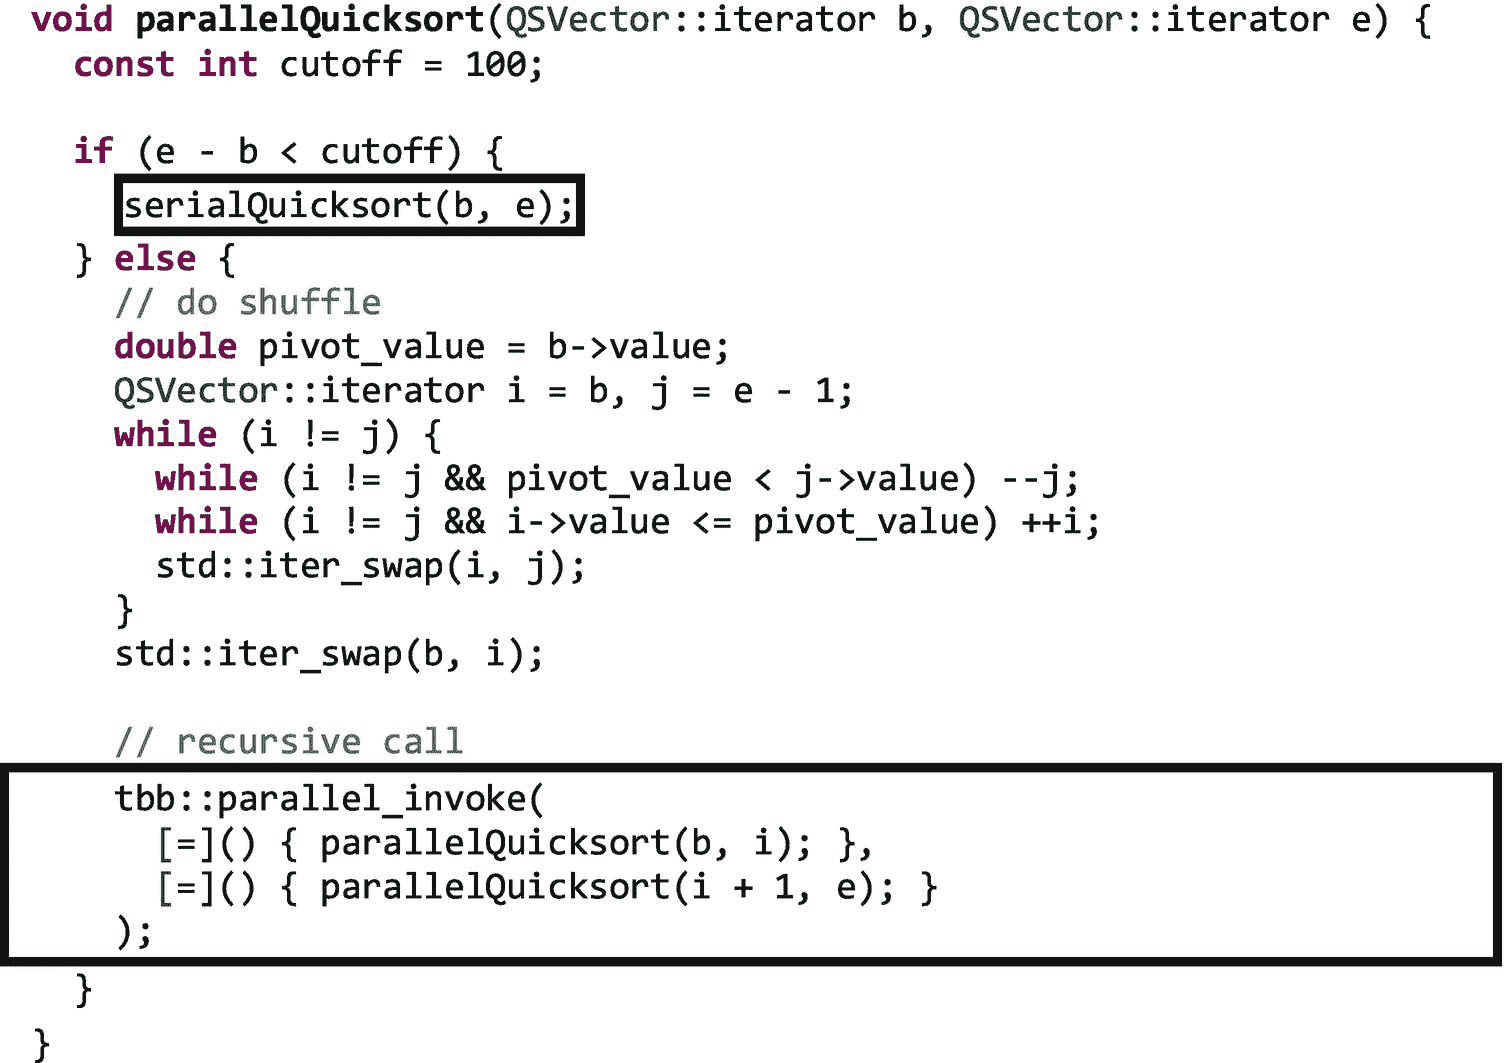 void parallelQuicksort(QSVector::iterator b, QSVector::iterator e) {
  const int cutoff = 100;

  if (e - b < cutoff) {
    serialQuicksort(b, e);
  } else {
    // do shuffle
    double pivot_value = b->value;
    QSVector::iterator i = b, j = e - 1;
    while (i != j) {
      while (i != j && pivot_value < j->value) --j;
      while (i != j && i->value <= pivot_value) ++i;
      std::iter_swap(i, j);
    }
    std::iter_swap(b, i);

    // recursive call
    tbb::parallel_invoke(
      [=]() { parallelQuicksort(b, i); },
      [=]() { parallelQuicksort(i + 1, e); }
    );
  }
}